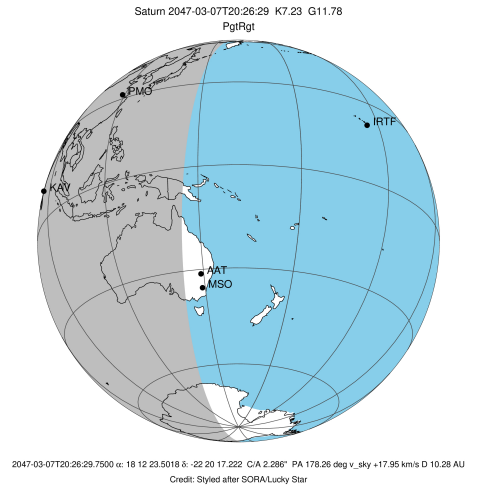 Saturn 2047-03-07T20:26:29 K7.23 G11.78
PgtRgt
PMO
IRTF
KAV
AAT
MSO
2047-03-07T20:26:29.7500 α: 18 12 23.5018 δ: -22 20 17.222 C/A 2.286" PA 178.26 deg v_sky +17.95 km/s D 10.28 AU
Credit: Styled after SORA/Lucky Star